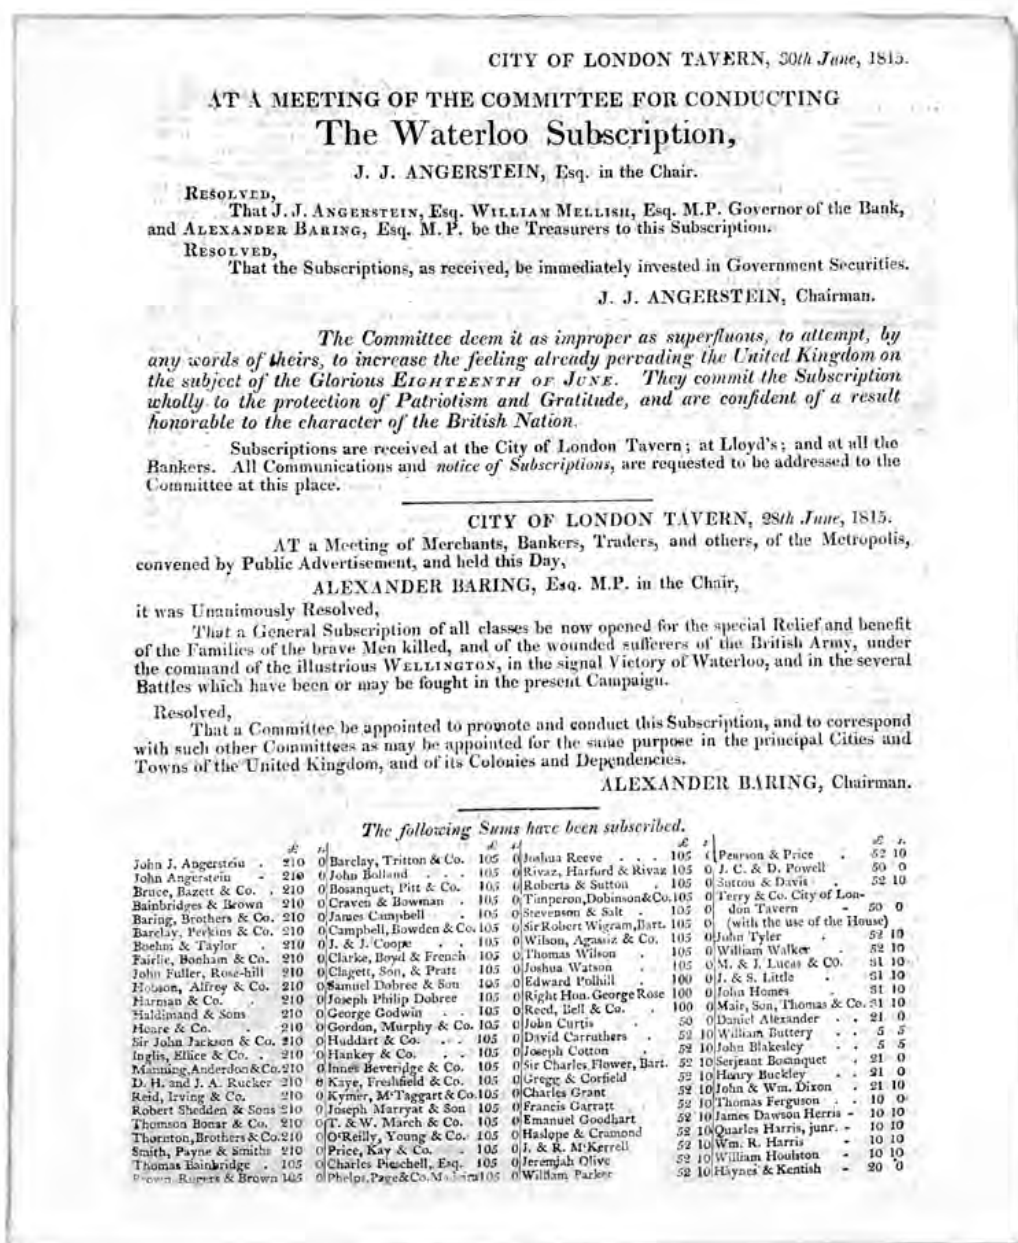 CITY OF LONDON TAVERN, 30th June, 1815.
AT A MEETING OF THE COMMITTEE FOR CONDUCTING
The Waterloo Subscription,
J. J. ANGERSTEIN, Esq. in the Chair.
RESOLVED,
That J. J. ANGERSTEIN, Esq. WILLIAM MELLISH, Esq. M.P. Governor of the Bank,
and ALEXANDER BARING, Esq. M. P. be the Treasurers to this Subscription.
RESOLVED,
That the Subscriptions, as received, be immediately invested in Government Securities.
J. J. ANGERSTEIN, Chairman.
The Committee deem it as improper as superfluous, to attempt, by
any words of theirs, to increase the feeling already pervading the United Kingdom on
the subject of the Glorious EIGHTEENTH OF JUNE. They commit the Subscription
wholly to the protection of Patriotism and Gratitude, and are confident of a result
honorable to the character of the British Nation.
Subscriptions are received at the City of London Tavern; at Lloyd's; and at all the
Bankers. All Communications and notice of Subscriptions, are requested to be addressed to the
Committee at this place.
CITY OF LONDON TAVERN, 28th June, 1815.
AT a Meeting of Merchants, Bankers, Traders, and others, of the Metropolis,
convened by Public Advertisement, and held this Day,
ALEXANDER BARING, Esq. M.P. in the Chair,
it was Unanimously Resolved,
That a General Subscription of all classes be now opened for the special Relief and benefit
of the Families of the brave Men killed, and of the wounded sufferers of the British Army, under
the command of the illustrious WELLINGTON, in the signal Victory of Waterloo, and in the several
Battles which have been or may be fought in the present Campaign.
Resolved,
That a Committee be appointed to promote and conduct this Subscription, and to correspond
with such other Committees as may be appointed for the same purpose in the principal Cities and
Towns of the United Kingdom, and of its Colonies and Dependencies.
ALEXANDER BARING, Chairman.
The following Sums have been subscribed.
£ s.
John J. Angerstein . 210 0
John Angerstein - 210 0
Bruce, Bazett & Co. . 210 0
Bainbridges & Brown 210 0
Baring, Brothers & Co. 210 0
Barclay, Perkins & Co. 210 0
Boehm & Taylor . 210 0
Fairlie, Bonham & Co. 210 0
John Fuller, Rose-hill 210 0
Hobson, Alfrey & Co. 210 0
Harman & Co. . 210 0
Haldimand & Sons 210 0
Hoare & Co. . 210 0
Sir John Jackson & Co. 210 0
Inglis, Ellice & Co. . 210 0
Manning, Anderdon & Co. 210 0
D. H. and J. A. Rucker 210 0
Reid, Irving & Co. 210 0
Robert Shedden & Sons 210 0
Thomson Bonar & Co. 210 0
Thornton, Brothers & Co. 210 0
Smith, Payne & Smiths 210 0
Thomas Bainbridge . 105 0
Brown, Rogers & Brown 105 0
£ s.
Barclay, Tritton & Co. 105 0
John Bolland . . . 105 0
Bosanquet, Pitt & Co. 105 0
Craven & Bowman . 105 0
James Campbell . 105 0
Campbell, Bowden & Co. 105 0
J. & J. Coope . . 105 0
Clarke, Boyd & French 105 0
Clagett, Son, & Pratt 105 0
Samuel Dobree & Son 105 0
Joseph Philip Dobree 105 0
George Godwin . . 105 0
Gordon, Murphy & Co. 105 0
Huddart & Co. . . 105 0
Hankey & Co. . 105 0
Innes Beveridge & Co. 105 0
Kaye, Freshfield & Co. 105 0
Kymer, M'Taggart & Co. 105 0
Joseph Marryat & Son 105 0
T. & W. March & Co. 105 0
O'Reilly, Young & Co. 105 0
Price, Kay & Co. . 105 0
Charles Pieschell, Esq. 105 0
Phelps, Page & Co. Madeira 105 0
£ s
Joshua Reeve . . . 105 0
Rivaz, Harfurd & Rivaz 105 0
Roberts & Sutton . 105 0
Timperon, Dobinson & Co. 105 0
Stevenson & Salt . 105 0
Sir Robert Wigram, Bart. 105 0
Wilson, Agassiz & Co. 105 0
Thomas Wilson . 105 0
Joshua Watson . 105 0
Edward Polhill . 100 0
Right Hon. George Rose 100 0
Reed, Bell & Co. . 100 0
John Curtis . 50 0
David Carruthers . 52 10
Joseph Cotton . 52 10
Sir Charles Flower, Bart. 52 10
Gregg & Corfield 52 10
Charles Grant 52 10
Francis Garratt 52 10
Emanuel Goodhart 52 10
Haslope & Cramond 52 10
J. & R. M'Kerrell 52 10
Jeremiah Olive 52 10
William Parker 52 10
£ s.
Pearson & Price . 52 10
J. C. & D. Powell 50 0
Sutton & Davis . 52 10
Terry & Co. City of Lon-
don Tavern - 50 0
(with the use of the House)
John Tyler . 52 10
William Walker . 52 10
M. & J. Lucas & CO. 31 10
J. & S. Little . 31 10
John Homes . 31 10
Mair, Son, Thomas & Co. 31 10
Daniel Alexander . . 21 0
William Buttery . . 5 5
John Blakesley . . 5 5
Serjeant Bosanquet . 21 0
Henry Buckley . . 21 0
John & Wm. Dixon . 21 10
Thomas Ferguson . . 10 0
James Dawson Herris - 10 10
Quarles Harris, junr. - 10 10
Wm. R. Harris - 10 10
William Houlston - 10 10
Haynes & Kentish - 20 0